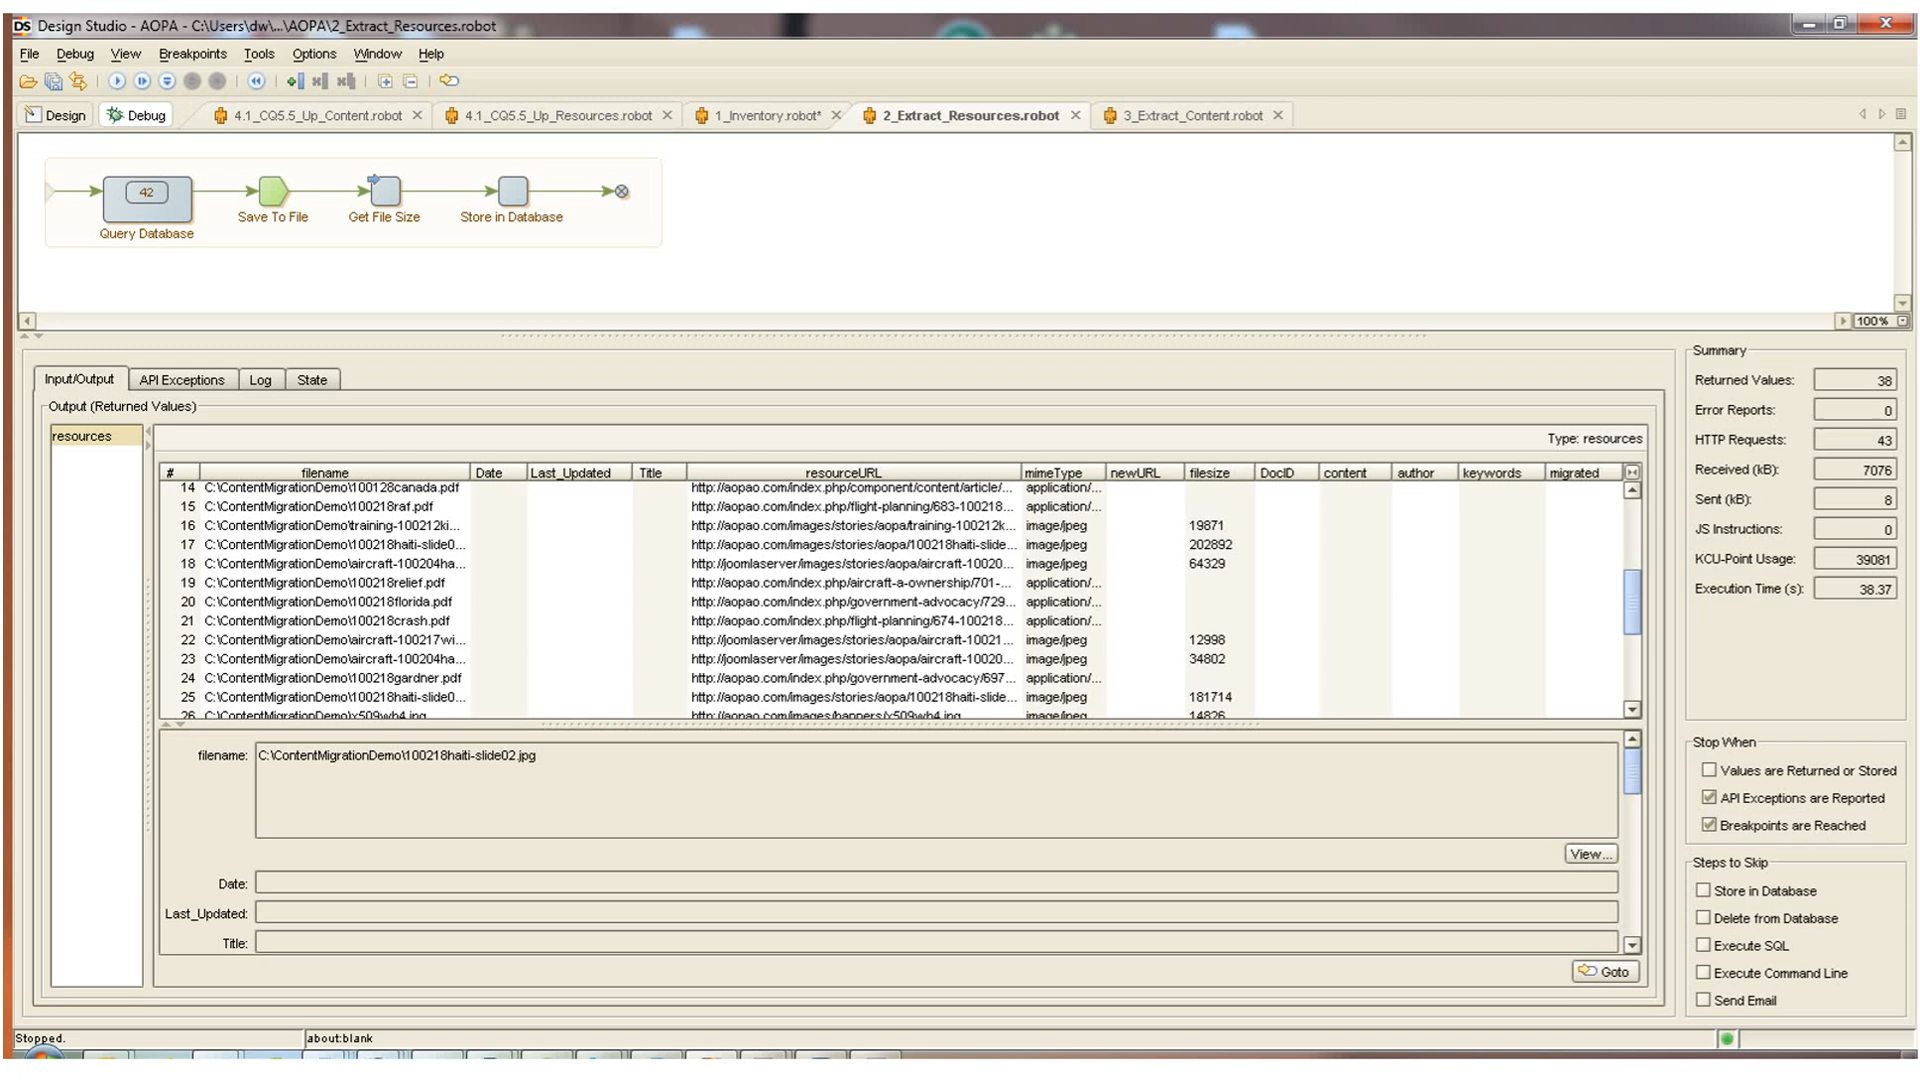 DS Design Studio - AOPA - C:\Users\dw\...\AOPA\2_Extract_Resources.robot
File Debug View Breakpoints Tools Options Window Help
Design Debug 4.1_CQ5.5_Up_Content.robot 4.1_CQ5.5_Up_Resources.robot 1_Inventory.robot* 2_Extract_Resources.robot 3_Extract_Content.robot
42
Query Database
Save To File
Get File Size
Store in Database
100%
Input/Output API Exceptions Log State
Output (Returned Values)
resources
Type: resources
# filename Date Last_Updated Title resourceURL mimeType newURL filesize DocID content author keywords migrated
14 C:\ContentMigrationDemo\100128canada.pdf http://aopao.com/index.php/component/content/article/... application/...
15 C:\ContentMigrationDemo\100218raf.pdf http://aopao.com/index.php/flight-planning/683-100218... application/...
16 C:\ContentMigrationDemo\training-100212ki... http://aopao.com/images/stories/aopa/training-100212k... image/jpeg 19871
17 C:\ContentMigrationDemo\100218haiti-slide0... http://aopao.com/images/stories/aopa/100218haiti-slide... image/jpeg 202892
18 C:\ContentMigrationDemo\aircraft-100204ha... http://joomlaserver/images/stories/aopa/aircraft-10020... image/jpeg 64329
19 C:\ContentMigrationDemo\100218relief.pdf http://aopao.com/index.php/aircraft-a-ownership/701-... application/...
20 C:\ContentMigrationDemo\100218florida.pdf http://aopao.com/index.php/government-advocacy/729... application/...
21 C:\ContentMigrationDemo\100218crash.pdf http://aopao.com/index.php/flight-planning/674-100218... application/...
22 C:\ContentMigrationDemo\aircraft-100217wi... http://joomlaserver/images/stories/aopa/aircraft-10021... image/jpeg 12998
23 C:\ContentMigrationDemo\aircraft-100204ha... http://joomlaserver/images/stories/aopa/aircraft-10020... image/jpeg 34802
24 C:\ContentMigrationDemo\100218gardner.pdf http://aopao.com/index.php/government-advocacy/697... application/...
25 C:\ContentMigrationDemo\100218haiti-slide0... http://aopao.com/images/stories/aopa/100218haiti-slide... image/jpeg 181714
26 C:\ContentMigrationDemo\x509wb4.jpg http://aopao.com/images/banners/x509wb4.jpg image/jpeg 14826
filename: C:\ContentMigrationDemo\100218haiti-slide02.jpg
View...
Date:
Last_Updated:
Title:
Goto
Summary
Returned Values: 38
Error Reports: 0
HTTP Requests: 43
Received (kB): 7076
Sent (kB): 8
JS Instructions: 0
KCU-Point Usage: 39081
Execution Time (s): 38.37
Stop When
Values are Returned or Stored
API Exceptions are Reported
Breakpoints are Reached
Steps to Skip
Store in Database
Delete from Database
Execute SQL
Execute Command Line
Send Email
Stopped. about:blank